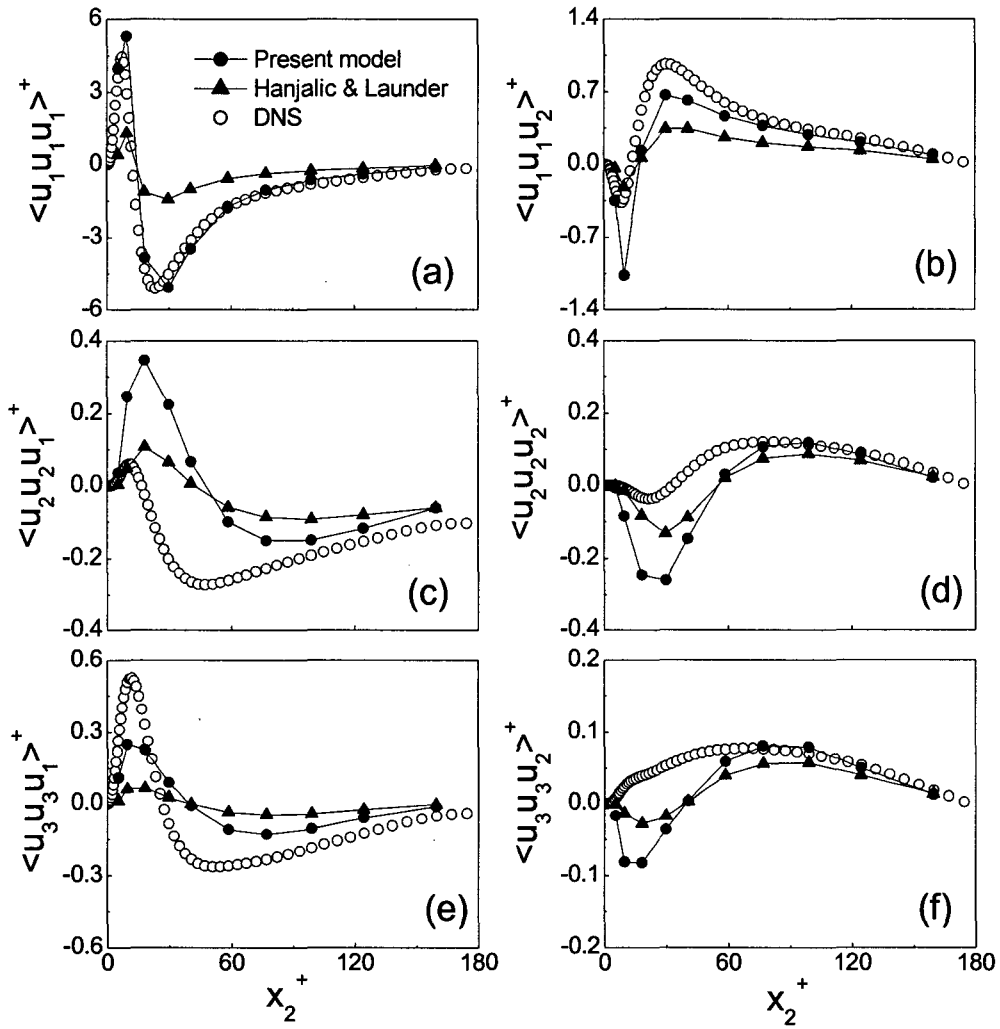 6
3
0
-3
-6
<u₁u₁u₁>⁺
Present model
Hanjalic & Launder
DNS
(a)
1.4
0.7
0.0
-0.7
-1.4
<u₁u₁u₂>⁺
(b)
0.4
0.2
0.0
-0.2
-0.4
<u₂u₂u₁>⁺
(c)
0.4
0.2
0.0
-0.2
-0.4
<u₂u₂u₂>⁺
(d)
0.6
0.3
0.0
-0.3
-0.6
<u₃u₃u₁>⁺
(e)
0 60 120 180
x₂⁺
0.2
0.1
0.0
-0.1
-0.2
<u₃u₃u₂>⁺
(f)
0 60 120 180
x₂⁺